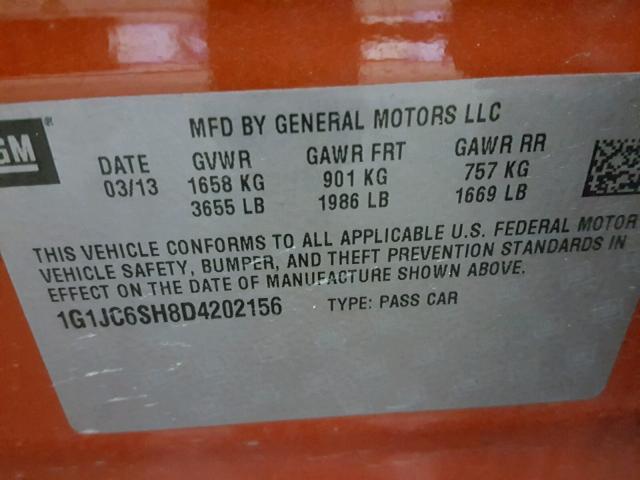 GM
MFD BY GENERAL MOTORS LLC
DATE GVWR GAWR FRT GAWR RR
03/13 1658 KG 901 KG 757 KG
3655 LB 1986 LB 1669 LB
THIS VEHICLE CONFORMS TO ALL APPLICABLE U.S. FEDERAL MOTOR
VEHICLE SAFETY, BUMPER, AND THEFT PREVENTION STANDARDS IN
EFFECT ON THE DATE OF MANUFACTURE SHOWN ABOVE.
1G1JC6SH8D4202156 TYPE: PASS CAR